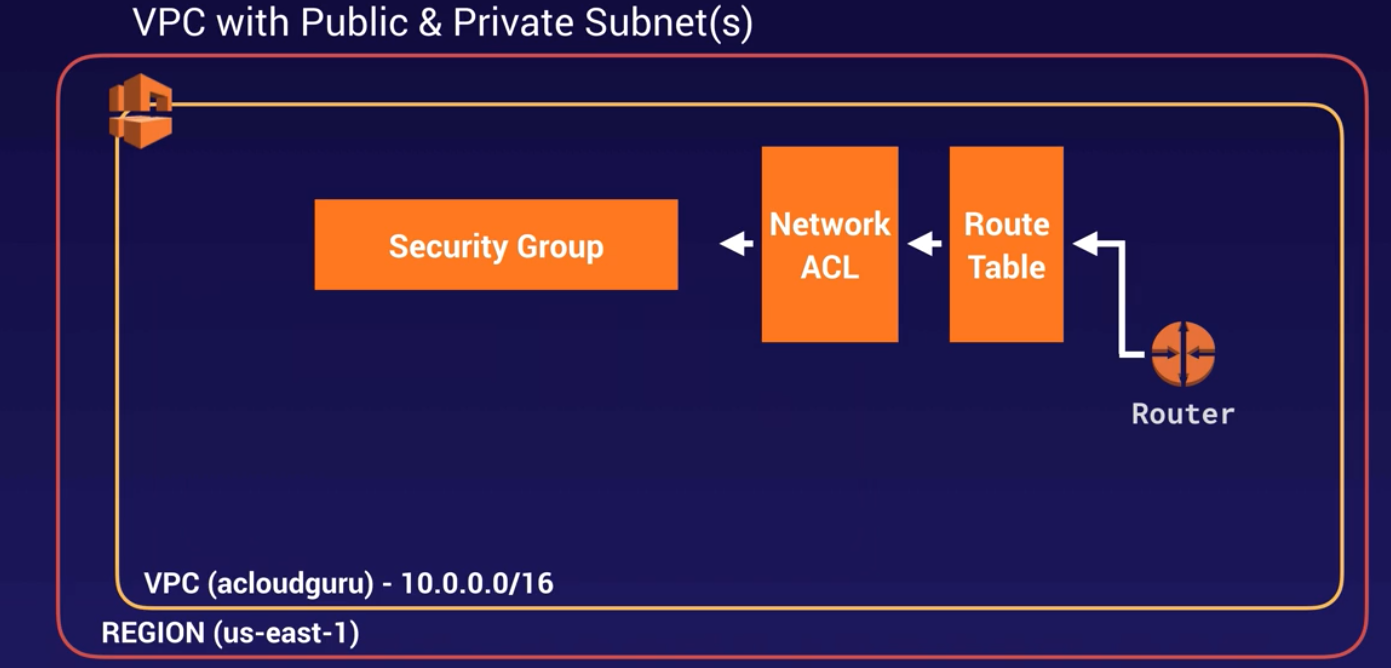 VPC with Public & Private Subnet(s)
Security Group
Network
ACL
Route
Table
Router
VPC (acloudguru) - 10.0.0.0/16
REGION (us-east-1)